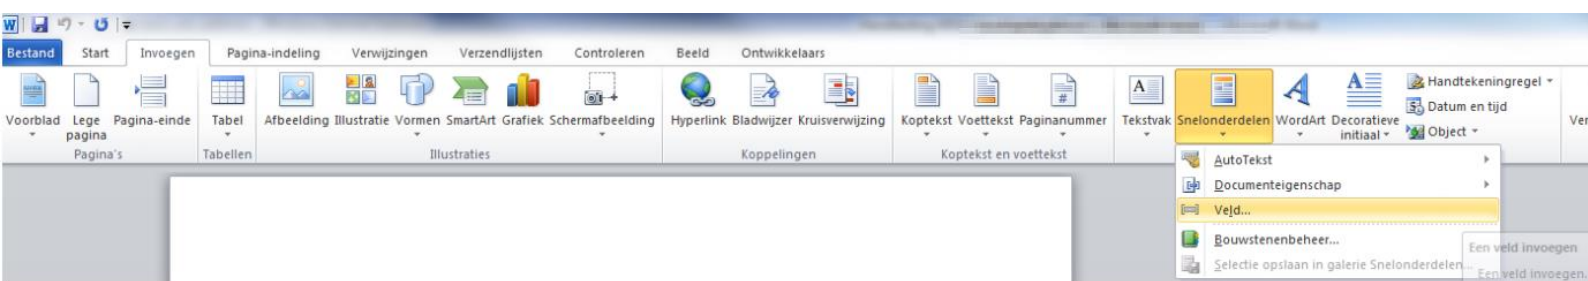 W
Bestand Start Invoegen Pagina-indeling Verwijzingen Verzendlijsten Controleren Beeld Ontwikkelaars
Voorblad Lege pagina Pagina-einde
Pagina's
Tabel
Tabellen
Afbeelding Illustratie Vormen SmartArt Grafiek Schermafbeelding
Illustraties
Hyperlink Bladwijzer Kruisverwijzing
Koppelingen
Koptekst Voettekst Paginanummer
Koptekst en voettekst
Tekstvak Snelonderdelen WordArt Decoratieve initiaal
Handtekeningregel
Datum en tijd
Object
Ver
AutoTekst
Documenteigenschap
Veld...
Bouwstenenbeheer...
Selectie opslaan in galerie Snelonderdelen...
Een veld invoegen
Een veld invoegen.